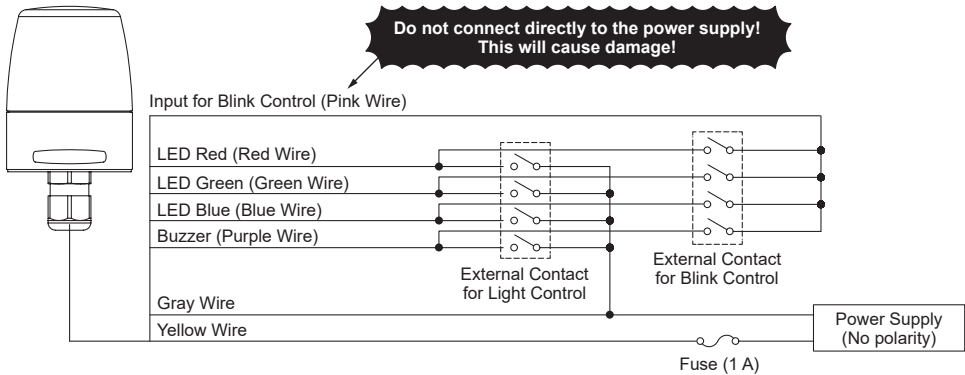 Do not connect directly to the power supply!
This will cause damage!
Input for Blink Control (Pink Wire)
LED Red (Red Wire)
LED Green (Green Wire)
LED Blue (Blue Wire)
Buzzer (Purple Wire)
External Contact
for Light Control
External Contact
for Blink Control
Gray Wire
Yellow Wire
Power Supply
(No polarity)
Fuse (1 A)